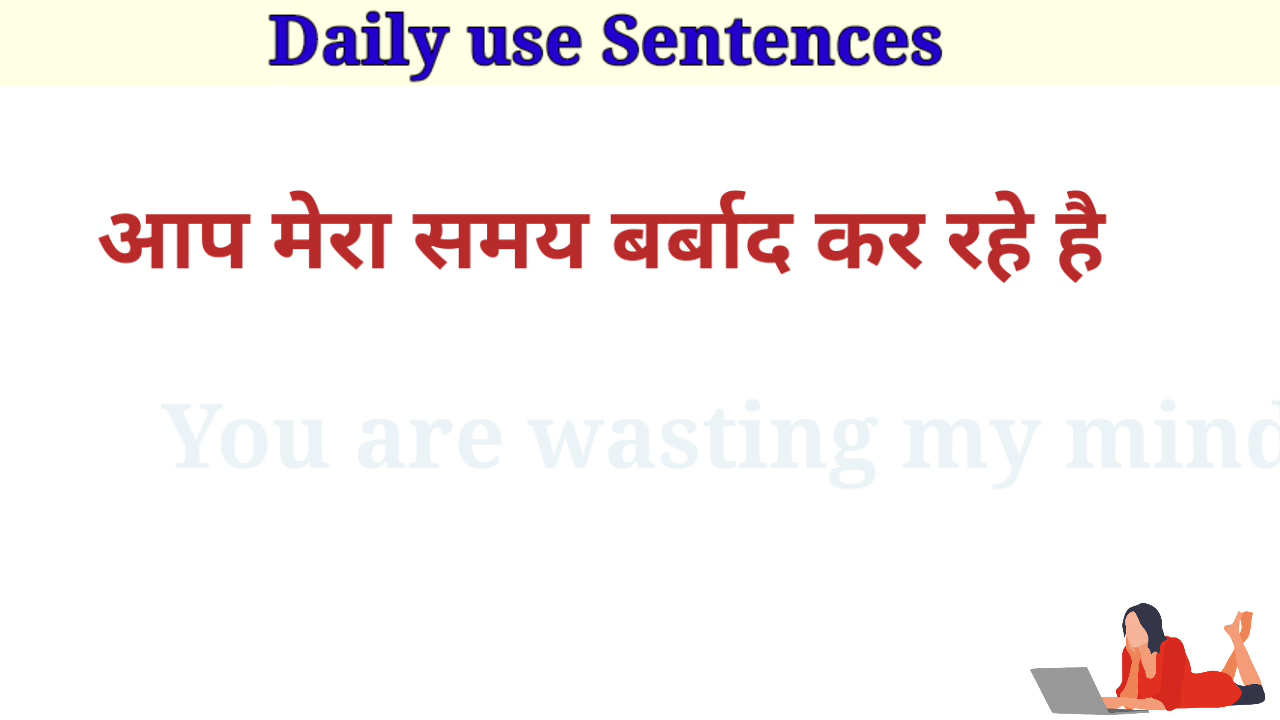 Daily use Sentences
आप मेरा समय बर्बाद कर रहे है
You are wasting my mind